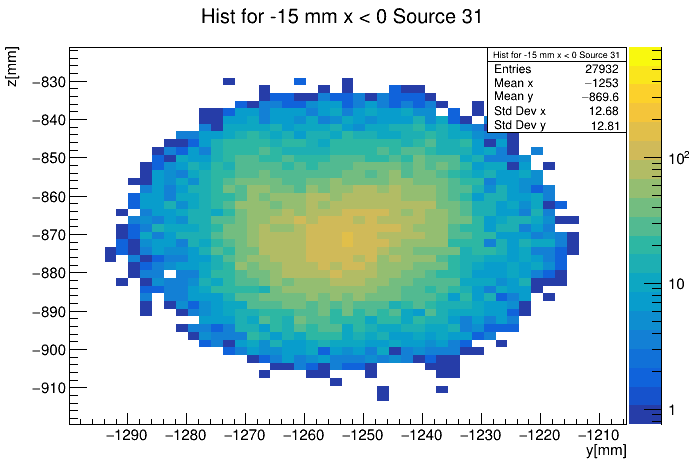 Hist for -15 mm x < 0 Source 31
z[mm]
Hist for -15 mm x < 0 Source 31
Entries 27932
Mean x −1253
Mean y −869.6
Std Dev x 12.68
Std Dev y 12.81
−830
−840
−850
−860
−870
−880
−890
−900
−910
10²
10
1
−1290 −1280 −1270 −1260 −1250 −1240 −1230 −1220 −1210
y[mm]